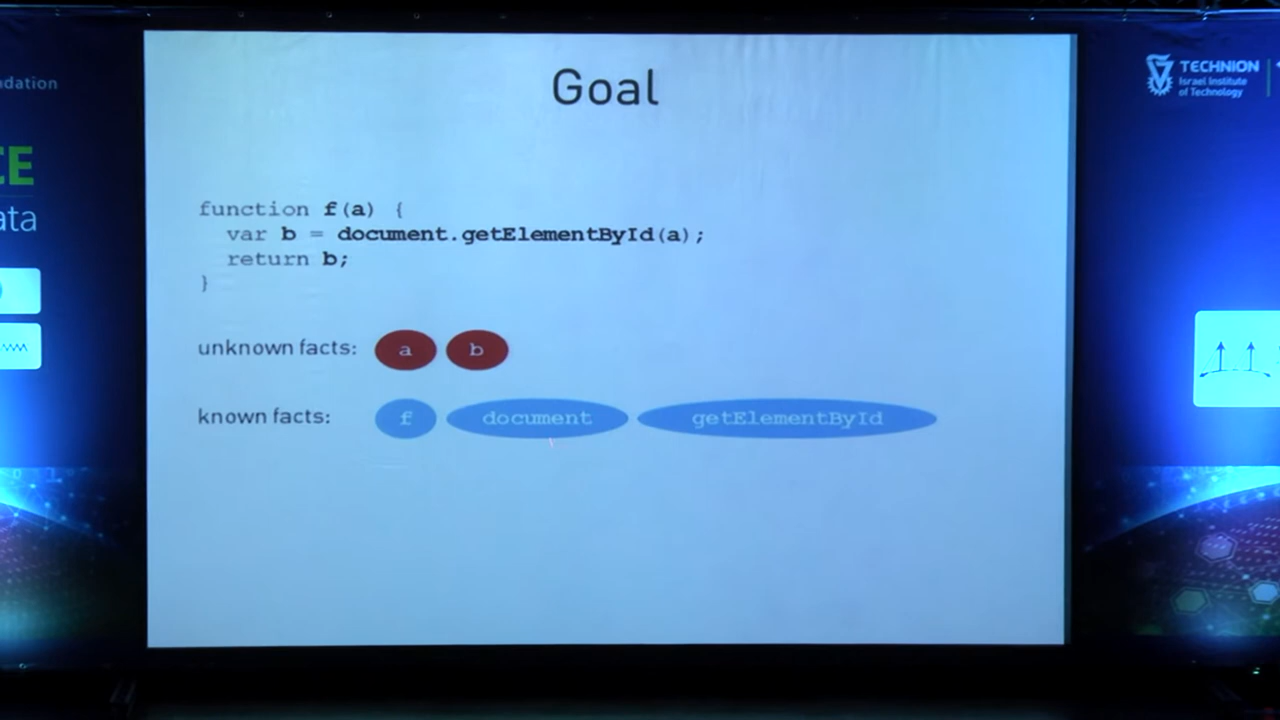 Goal
ndation
TECHNION
Israel Institute
of Technology
CE
ata
function f(a) {
var b = document.getElementById(a);
return b;
}
unknown facts: a b
known facts: f document getElementById